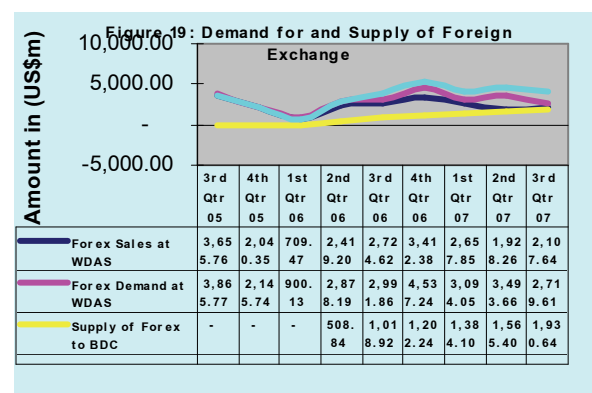 Figure 19: Demand for and Supply of Foreign
Exchange
Amount in (US$m)
10,000.00
5,000.00
-
-5,000.00
3rd Qtr 05 4th Qtr 05 1st Qtr 06 2nd Qtr 06 3rd Qtr 06 4th Qtr 06 1st Qtr 07 2nd Qtr 07 3rd Qtr 07
Forex Sales at WDAS 3,655.76 2,040.35 709.47 2,419.20 2,724.62 3,412.38 2,657.85 1,928.26 2,107.64
Forex Demand at WDAS 3,865.77 2,145.74 900.13 2,878.19 2,991.86 4,537.24 3,094.05 3,493.66 2,719.61
Supply of Forex to BDC - - - 508.84 1,018.92 1,202.24 1,384.10 1,565.40 1,930.64